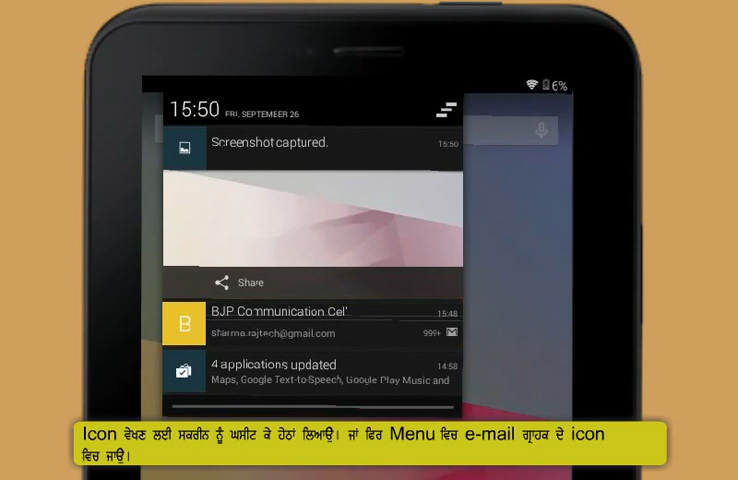 6%
15:50 FRI, SEPTEMBER 26
Screenshot captured. 15:50
Share
B BJP Communication Cel' 15:48
sharma.rajtech@gmail.com 999+
4 applications updated 14:58
Maps, Google Text-to-Speech, Google Play Music and
Icon ਵੇਖਣ ਲਈ ਸਕਰੀਨ ਨੂੰ ਘਸੀਟ ਕੇ ਹੇਠਾਂ ਲਿਆਉ। ਜਾਂ ਫਿਰ Menu ਵਿਚ e-mail ਗ੍ਰਾਹਕ ਦੇ icon
ਵਿਚ ਜਾਉ।